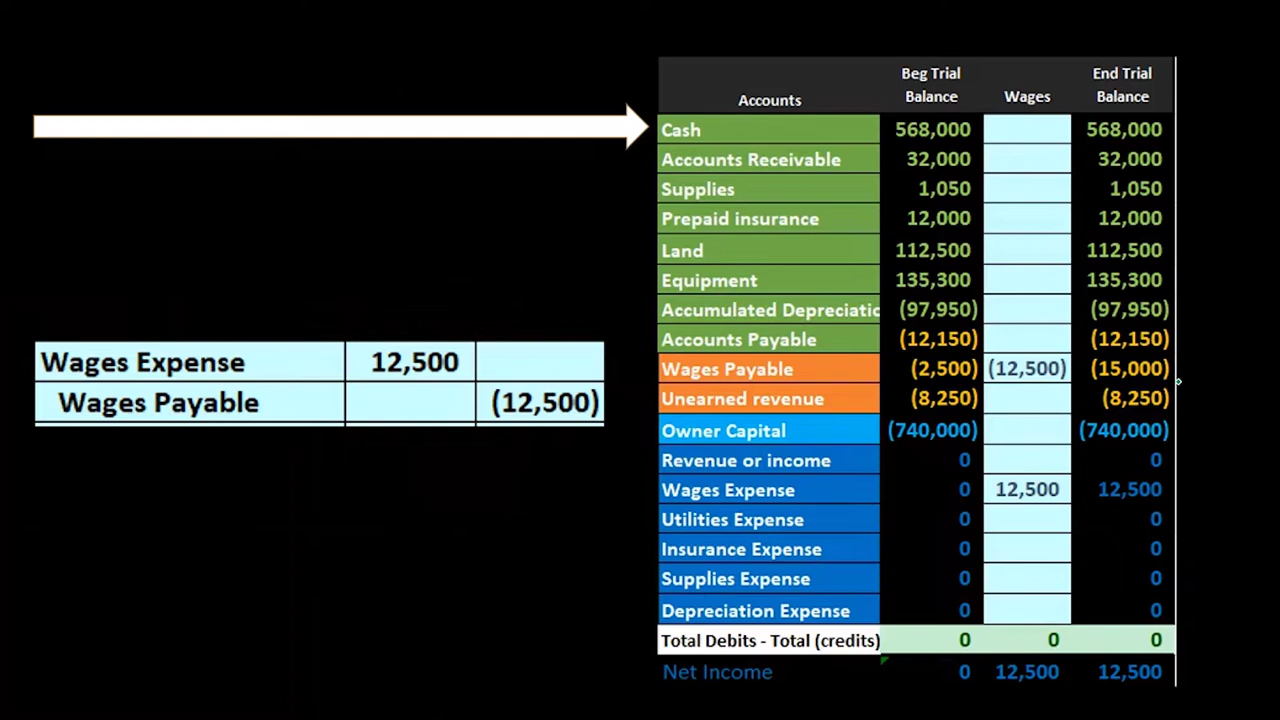 Beg Trial End Trial
Accounts Balance Wages Balance
Cash 568,000 568,000
Accounts Receivable 32,000 32,000
Supplies 1,050 1,050
Prepaid insurance 12,000 12,000
Land 112,500 112,500
Equipment 135,300 135,300
Accumulated Depreciatic (97,950) (97,950)
Accounts Payable (12,150) (12,150)
Wages Payable (2,500) (12,500) (15,000)
Unearned revenue (8,250) (8,250)
Owner Capital (740,000) (740,000)
Revenue or income 0 0
Wages Expense 0 12,500 12,500
Utilities Expense 0 0
Insurance Expense 0 0
Supplies Expense 0 0
Depreciation Expense 0 0
Total Debits - Total (credits) 0 0 0
Net Income 0 12,500 12,500
Wages Expense 12,500
Wages Payable (12,500)